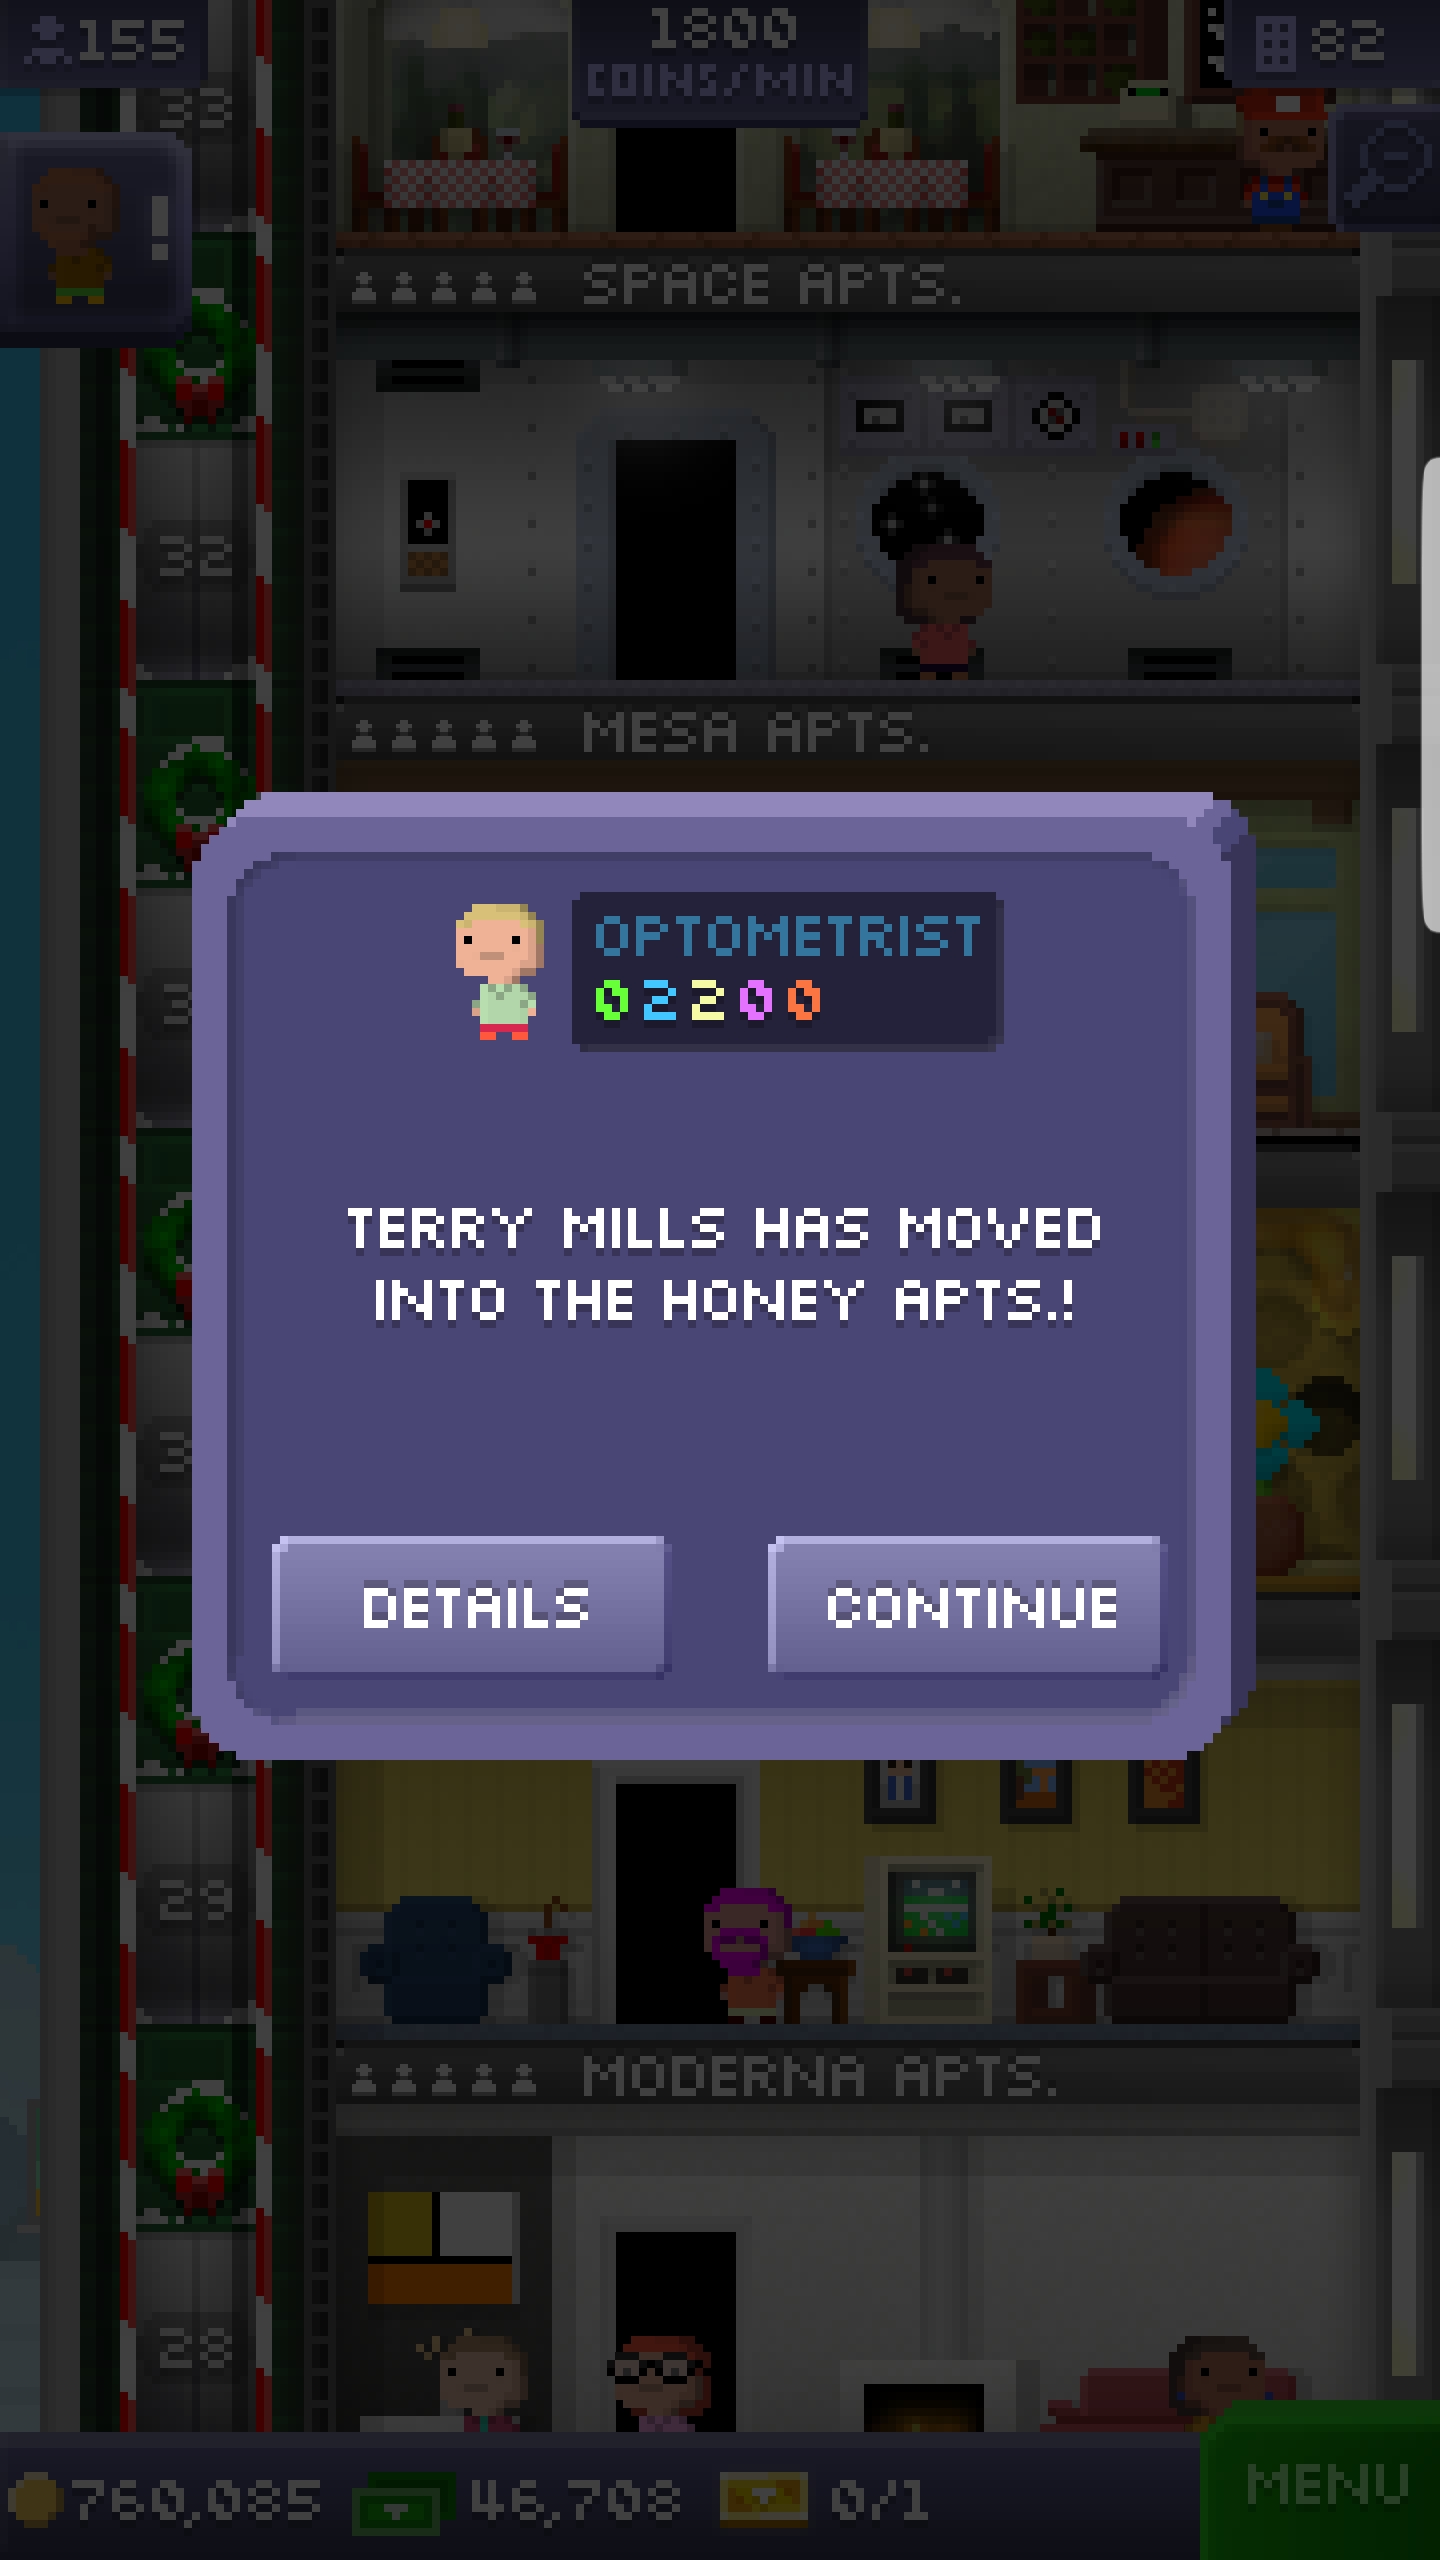 155
1800
COINS/MIN
82
33
!
SPACE APTS.
32
MESA APTS.
OPTOMETRIST
02200
TERRY MILLS HAS MOVED
INTO THE HONEY APTS.!
DETAILS
CONTINUE
29
MODERNA APTS.
28
760,085
46,708
0/1
MENU